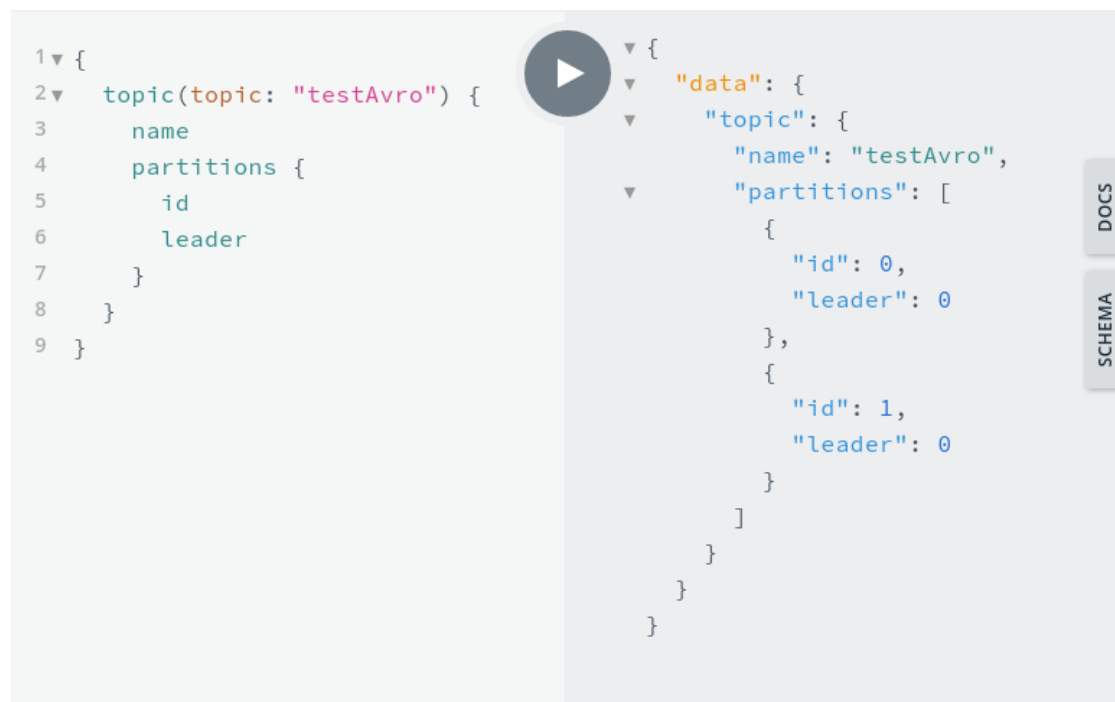 1 ▾ {
2 ▾   topic(topic: "testAvro") {
3       name
4       partitions {
5         id
6         leader
7       }
8     }
9   }
▾ {
▾   "data": {
▾     "topic": {
        "name": "testAvro",
▾       "partitions": [
          {
            "id": 0,
            "leader": 0
          },
          {
            "id": 1,
            "leader": 0
          }
        ]
      }
    }
  }
DOCS
SCHEMA